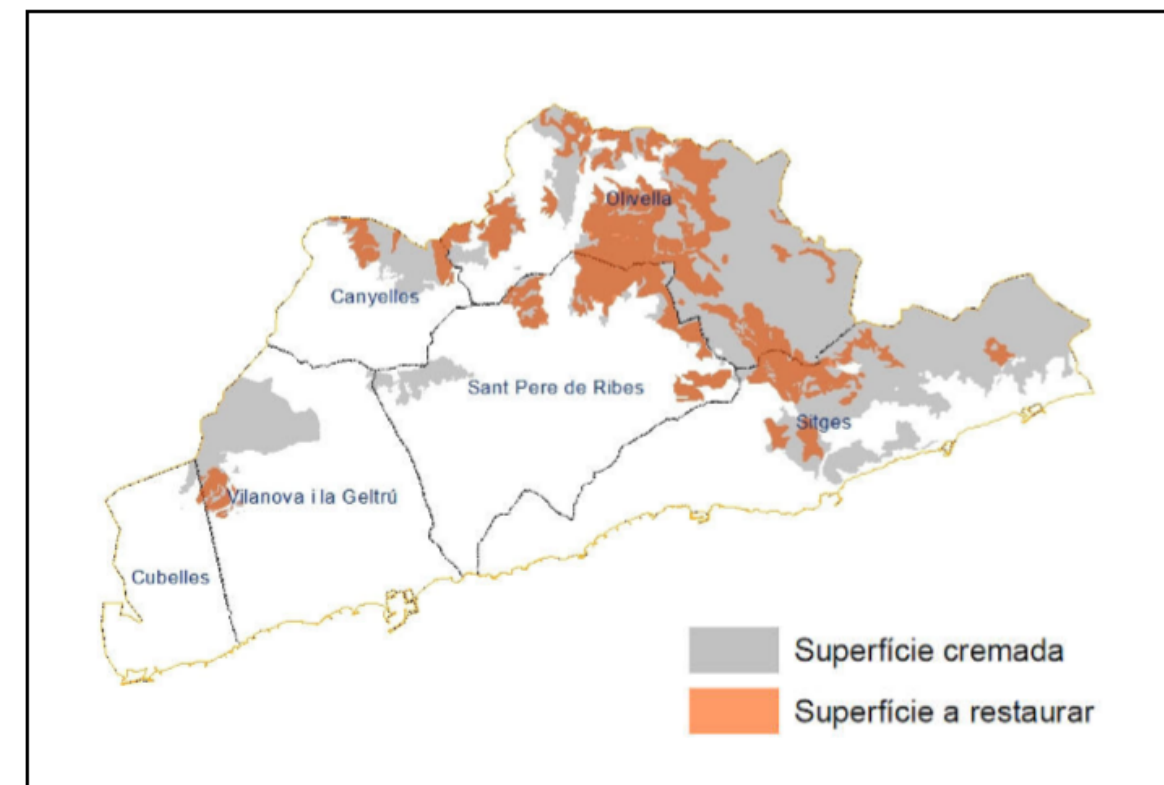 Olivella
Canyelles
Sant Pere de Ribes
Sitges
Vilanova i la Geltrú
Cubelles
Superfície cremada
Superfície a restaurar